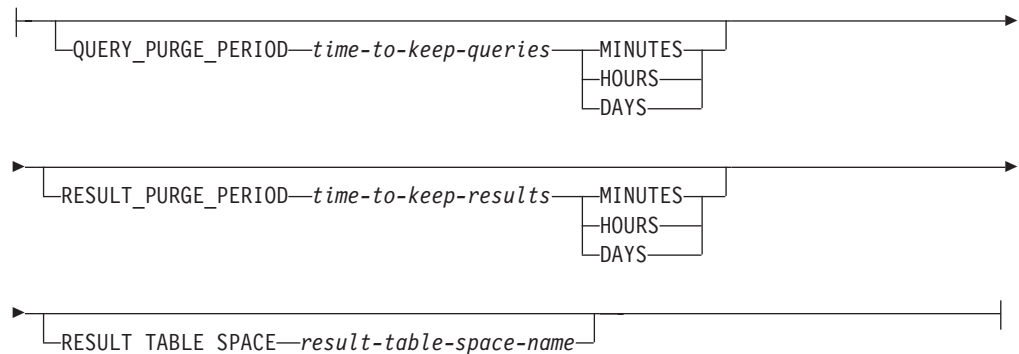 QUERY_PURGE_PERIOD time-to-keep-queries MINUTES
HOURS
DAYS
RESULT_PURGE_PERIOD time-to-keep-results MINUTES
HOURS
DAYS
RESULT TABLE SPACE result-table-space-name